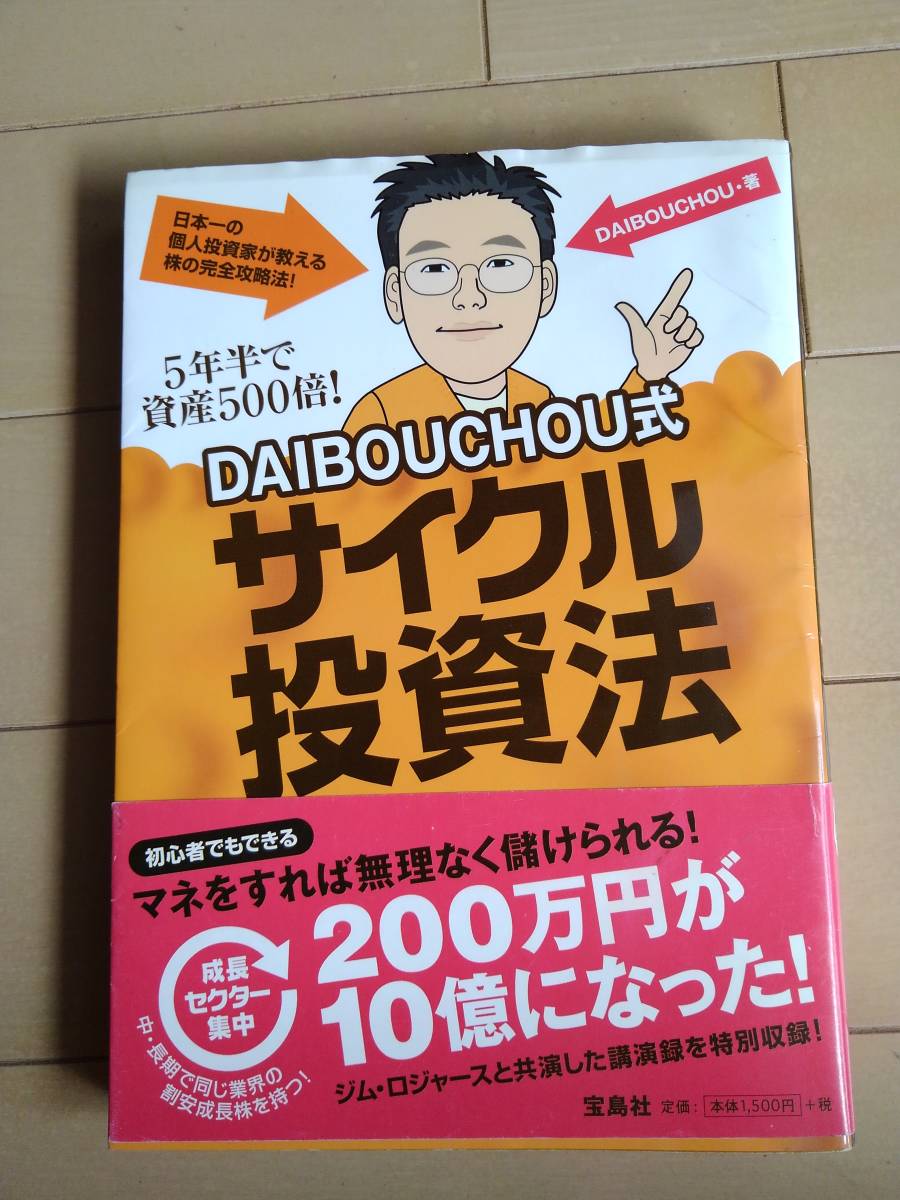 日本一の
個人投資家が教える
株の完全攻略法!
DAIBOUCHOU・著
5年半で
資産500倍!
DAIBOUCHOU式
サイクル
投資法
初心者でもできる
マネをすれば無理なく儲けられる!
200万円が
10億になった!
成長
セクター
集中
中・長期で同じ業界の
割安成長株を持つ!
ジム・ロジャースと共演した講演録を特別収録!
宝島社 定価: 本体1,500円 +税